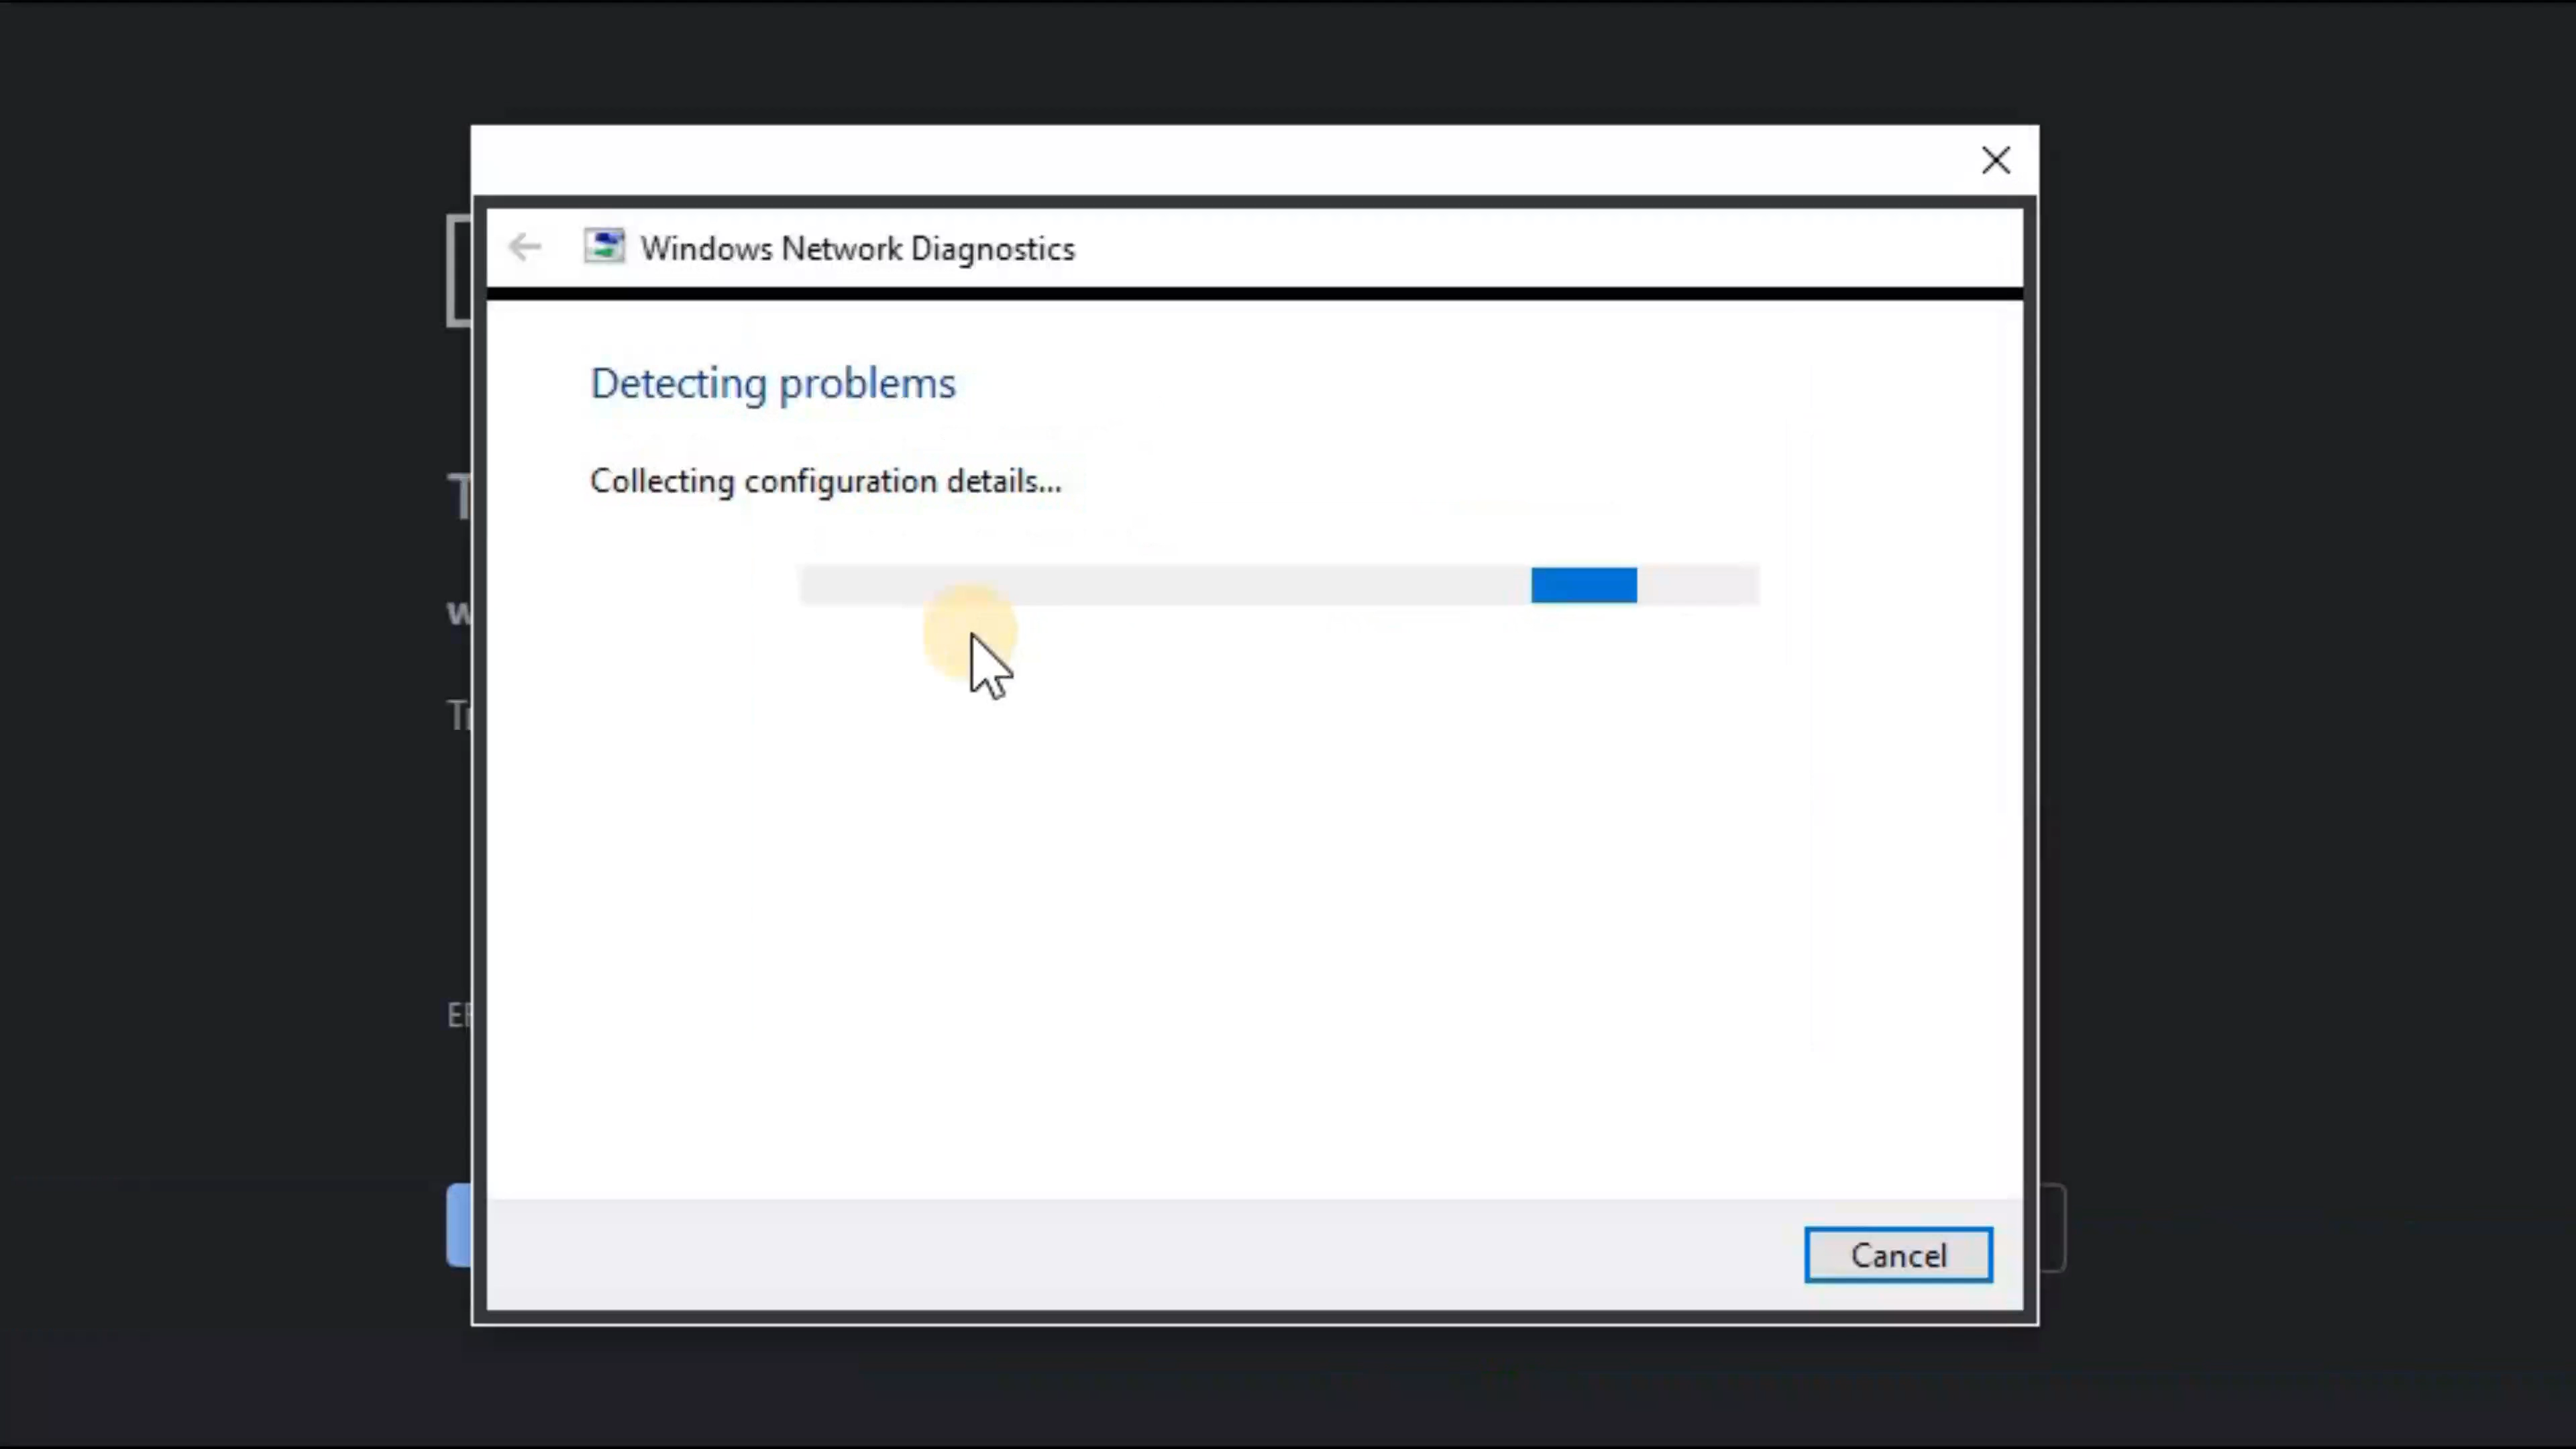 Windows Network Diagnostics
Detecting problems
Collecting configuration details...
Cancel